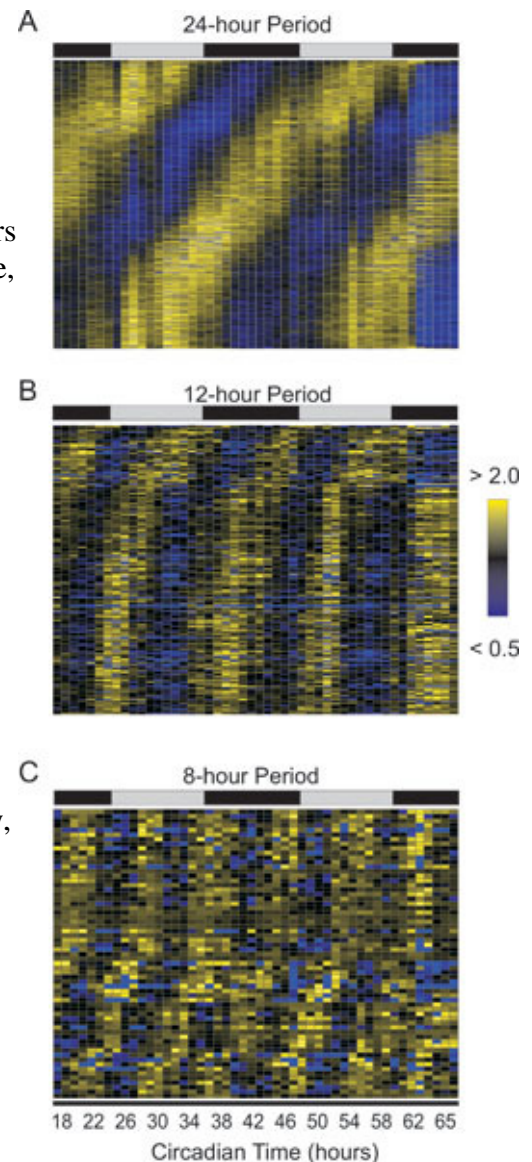 A
24-hour Period
rs
e,
B
12-hour Period
> 2.0
< 0.5
C
8-hour Period
,
18 22 26 30 34 38 42 46 50 54 58 62 65
Circadian Time (hours)